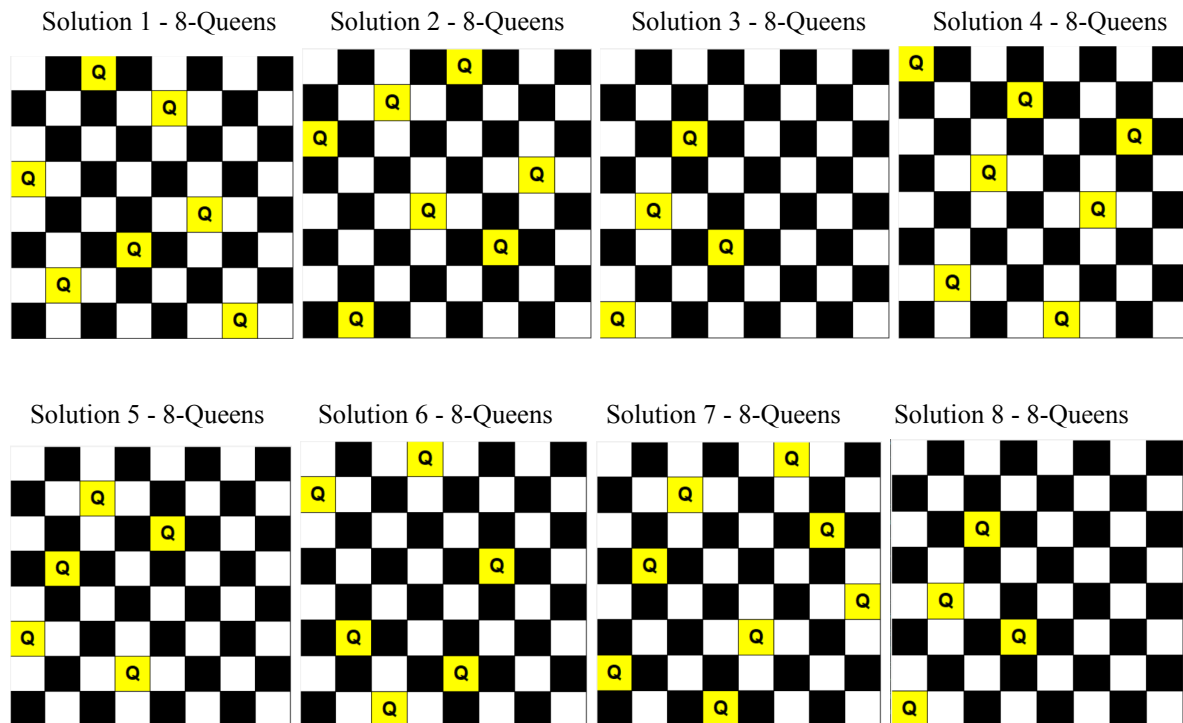 Solution 1 - 8-Queens
Q
Q
Q
Q
Q
Q
Q
Solution 2 - 8-Queens
Q
Q
Q
Q
Q
Q
Q
Solution 3 - 8-Queens
Q
Q
Q
Q
Solution 4 - 8-Queens
Q
Q
Q
Q
Q
Q
Q
Solution 5 - 8-Queens
Q
Q
Q
Q
Q
Solution 6 - 8-Queens
Q
Q
Q
Q
Q
Q
Solution 7 - 8-Queens
Q
Q
Q
Q
Q
Q
Q
Q
Solution 8 - 8-Queens
Q
Q
Q
Q